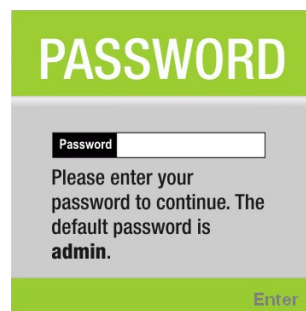 PASSWORD
Password
Please enter your
password to continue. The
default password is
admin.
Enter